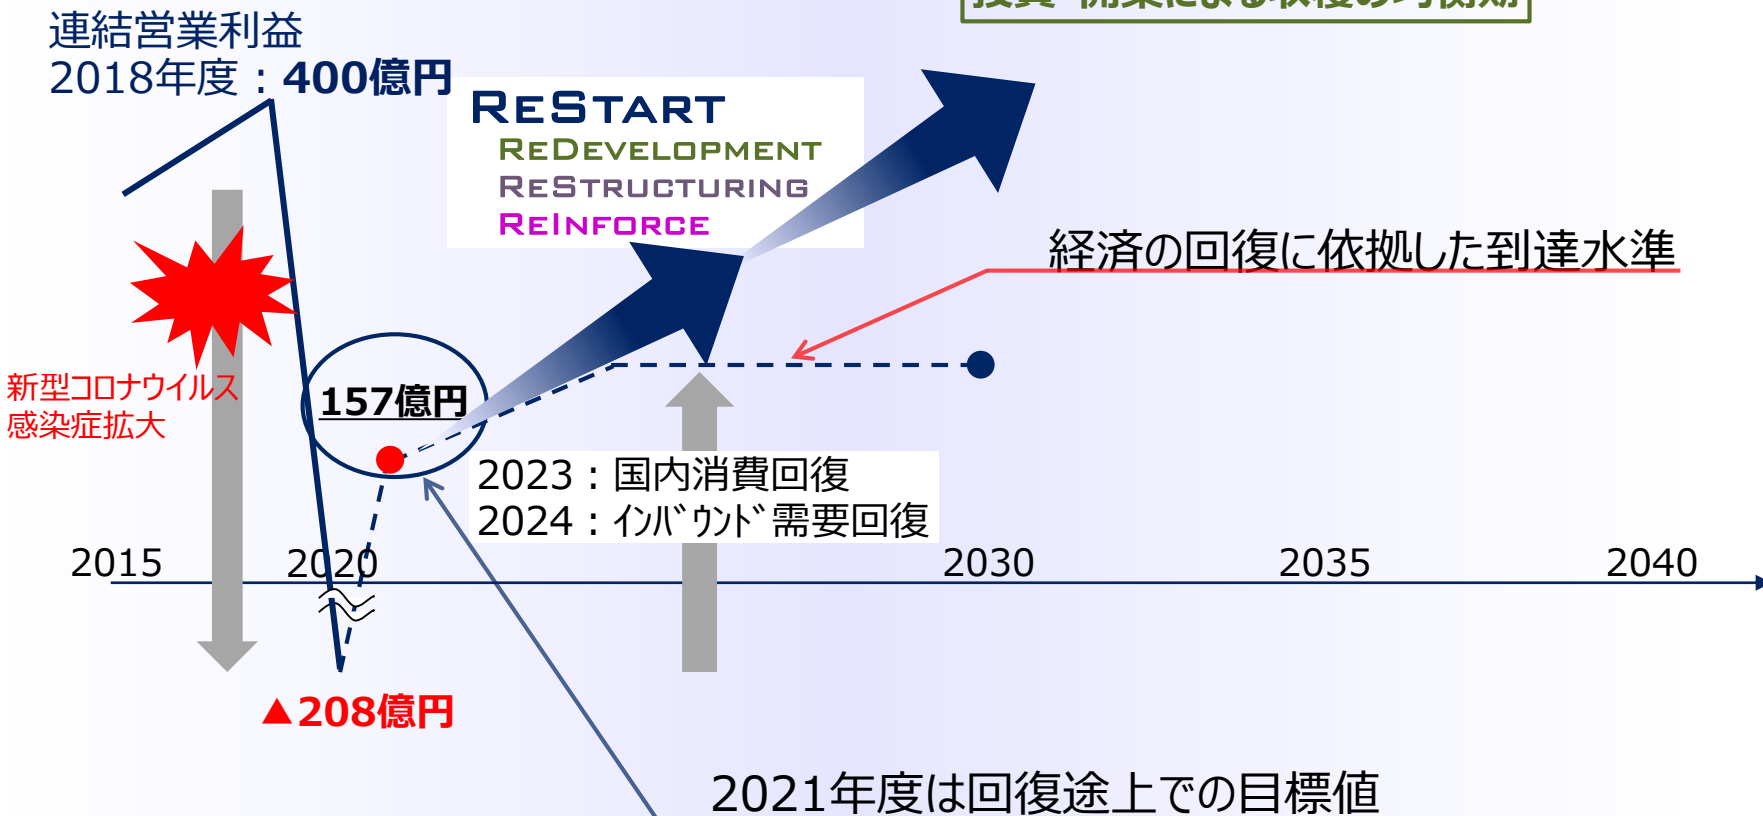 連結営業利益
2018年度：400億円
RESTART
REDEVELOPMENT
RESTRUCTURING
REINFORCE
経済の回復に依拠した到達水準
新型コロナウイルス
感染症拡大
157億円
2023：国内消費回復
2024：インバウンド需要回復
2015 2020 2030 2035 2040
▲208億円
2021年度は回復途上での目標値